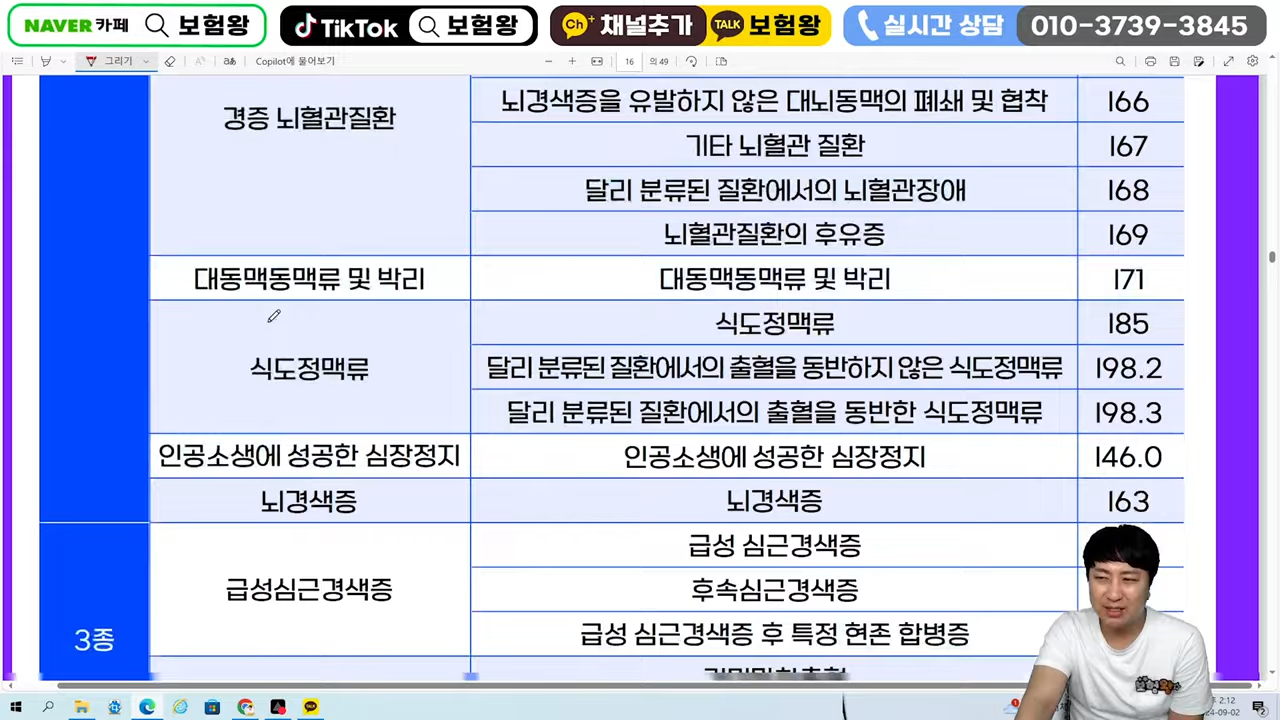 NAVER 카페 보험왕 TikTok 보험왕 Ch+ 채널추가 TALK 보험왕 실시간 상담 010-3739-3845
그리기 aあ Copilot에 물어보기 16 의 49
뇌경색증을 유발하지 않은 대뇌동맥의 폐쇄 및 협착 I66
경증 뇌혈관질환
기타 뇌혈관 질환 I67
달리 분류된 질환에서의 뇌혈관장애 I68
뇌혈관질환의 후유증 I69
대동맥동맥류 및 박리 대동맥동맥류 및 박리 I71
식도정맥류 I85
식도정맥류 달리 분류된 질환에서의 출혈을 동반하지 않은 식도정맥류 I98.2
달리 분류된 질환에서의 출혈을 동반한 식도정맥류 I98.3
인공소생에 성공한 심장정지 인공소생에 성공한 심장정지 I46.0
뇌경색증 뇌경색증 I63
급성 심근경색증
급성심근경색증 후속심근경색증
3종 급성 심근경색증 후 특정 현존 합병증
2:12